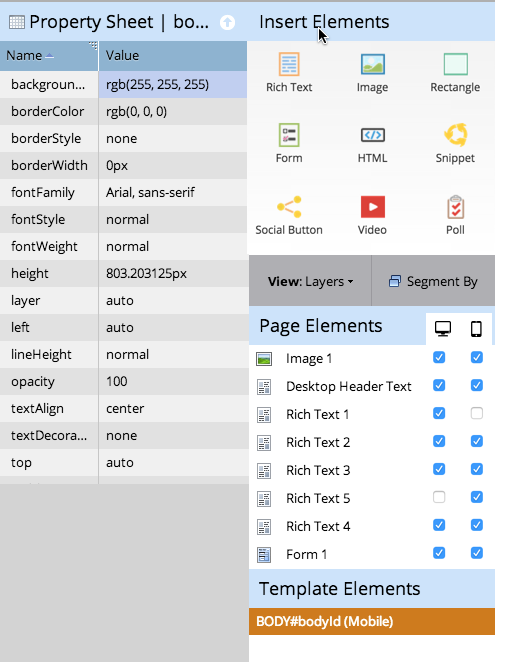 Property Sheet | bo...
Name Value
backgroun... rgb(255, 255, 255)
borderColor rgb(0, 0, 0)
borderStyle none
borderWidth 0px
fontFamily Arial, sans-serif
fontStyle normal
fontWeight normal
height 803.203125px
layer auto
left auto
lineHeight normal
opacity 100
textAlign center
textDecora... none
top auto
Insert Elements
Rich Text Image Rectangle
Form HTML Snippet
Social Button Video Poll
View: Layers Segment By
Page Elements
Image 1
Desktop Header Text
Rich Text 1
Rich Text 2
Rich Text 3
Rich Text 5
Rich Text 4
Form 1
Template Elements
BODY#bodyId (Mobile)